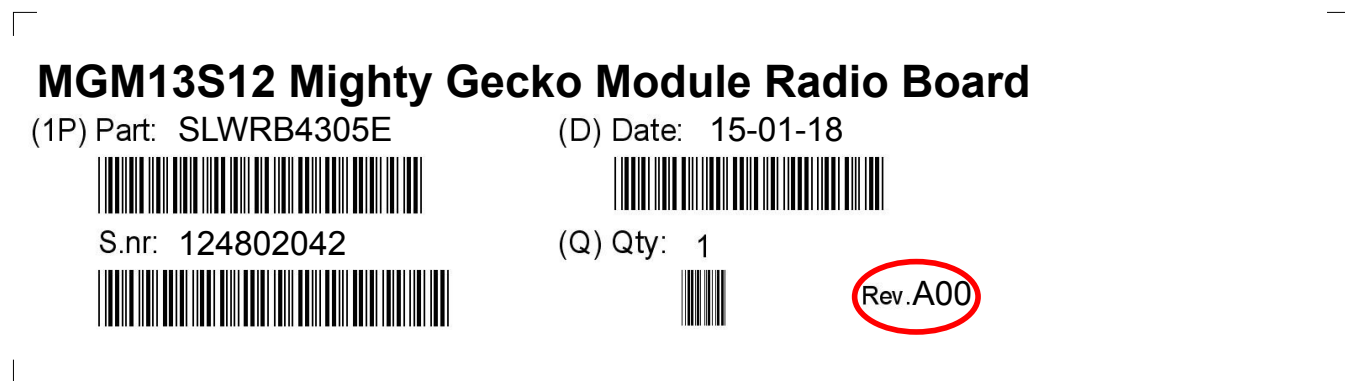 MGM13S12 Mighty Gecko Module Radio Board
(1P) Part: SLWRB4305E (D) Date: 15-01-18
S.nr: 124802042 (Q) Qty: 1
Rev.A00